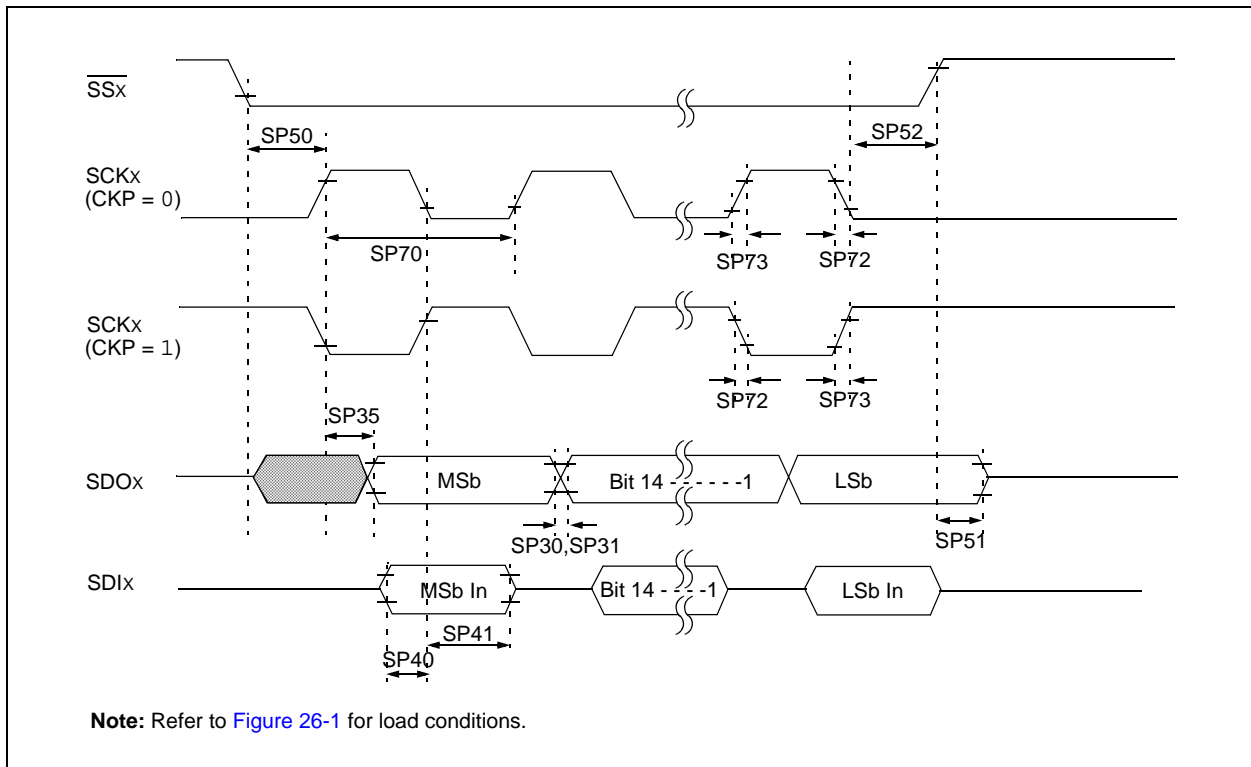 SSX
SP50
SP52
SCKX
(CKP = 0)
SP70
SP73
SP72
SCKX
(CKP = 1)
SP72
SP73
SP35
SDOX
MSb
Bit 14 - - - - - -1
LSb
SP30,SP31
SP51
SDIX
MSb In
Bit 14 - - - -1
LSb In
SP41
SP40
Note: Refer to Figure 26-1 for load conditions.